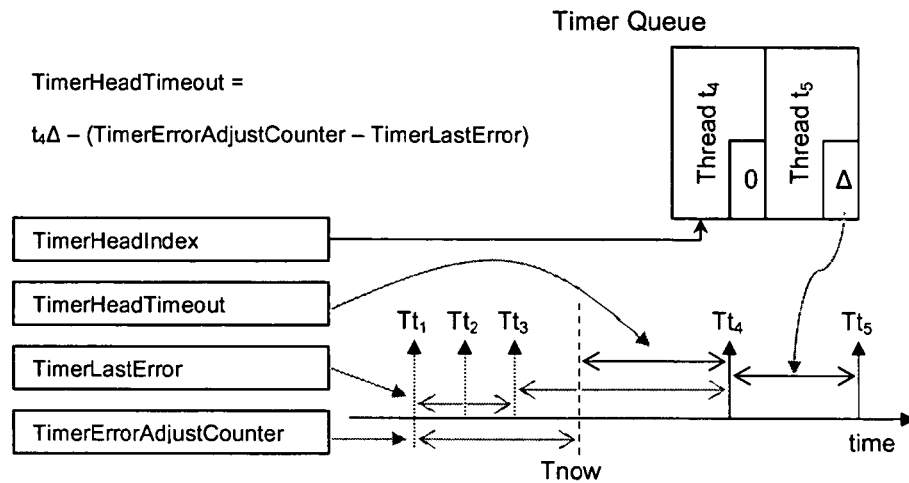 Timer Queue
TimerHeadTimeout =
t₄Δ – (TimerErrorAdjustCounter – TimerLastError)
Thread t₄
0
Thread t₅
Δ
TimerHeadIndex
TimerHeadTimeout
TimerLastError
TimerErrorAdjustCounter
Tt₁ Tt₂ Tt₃ Tt₄ Tt₅
time
Tnow